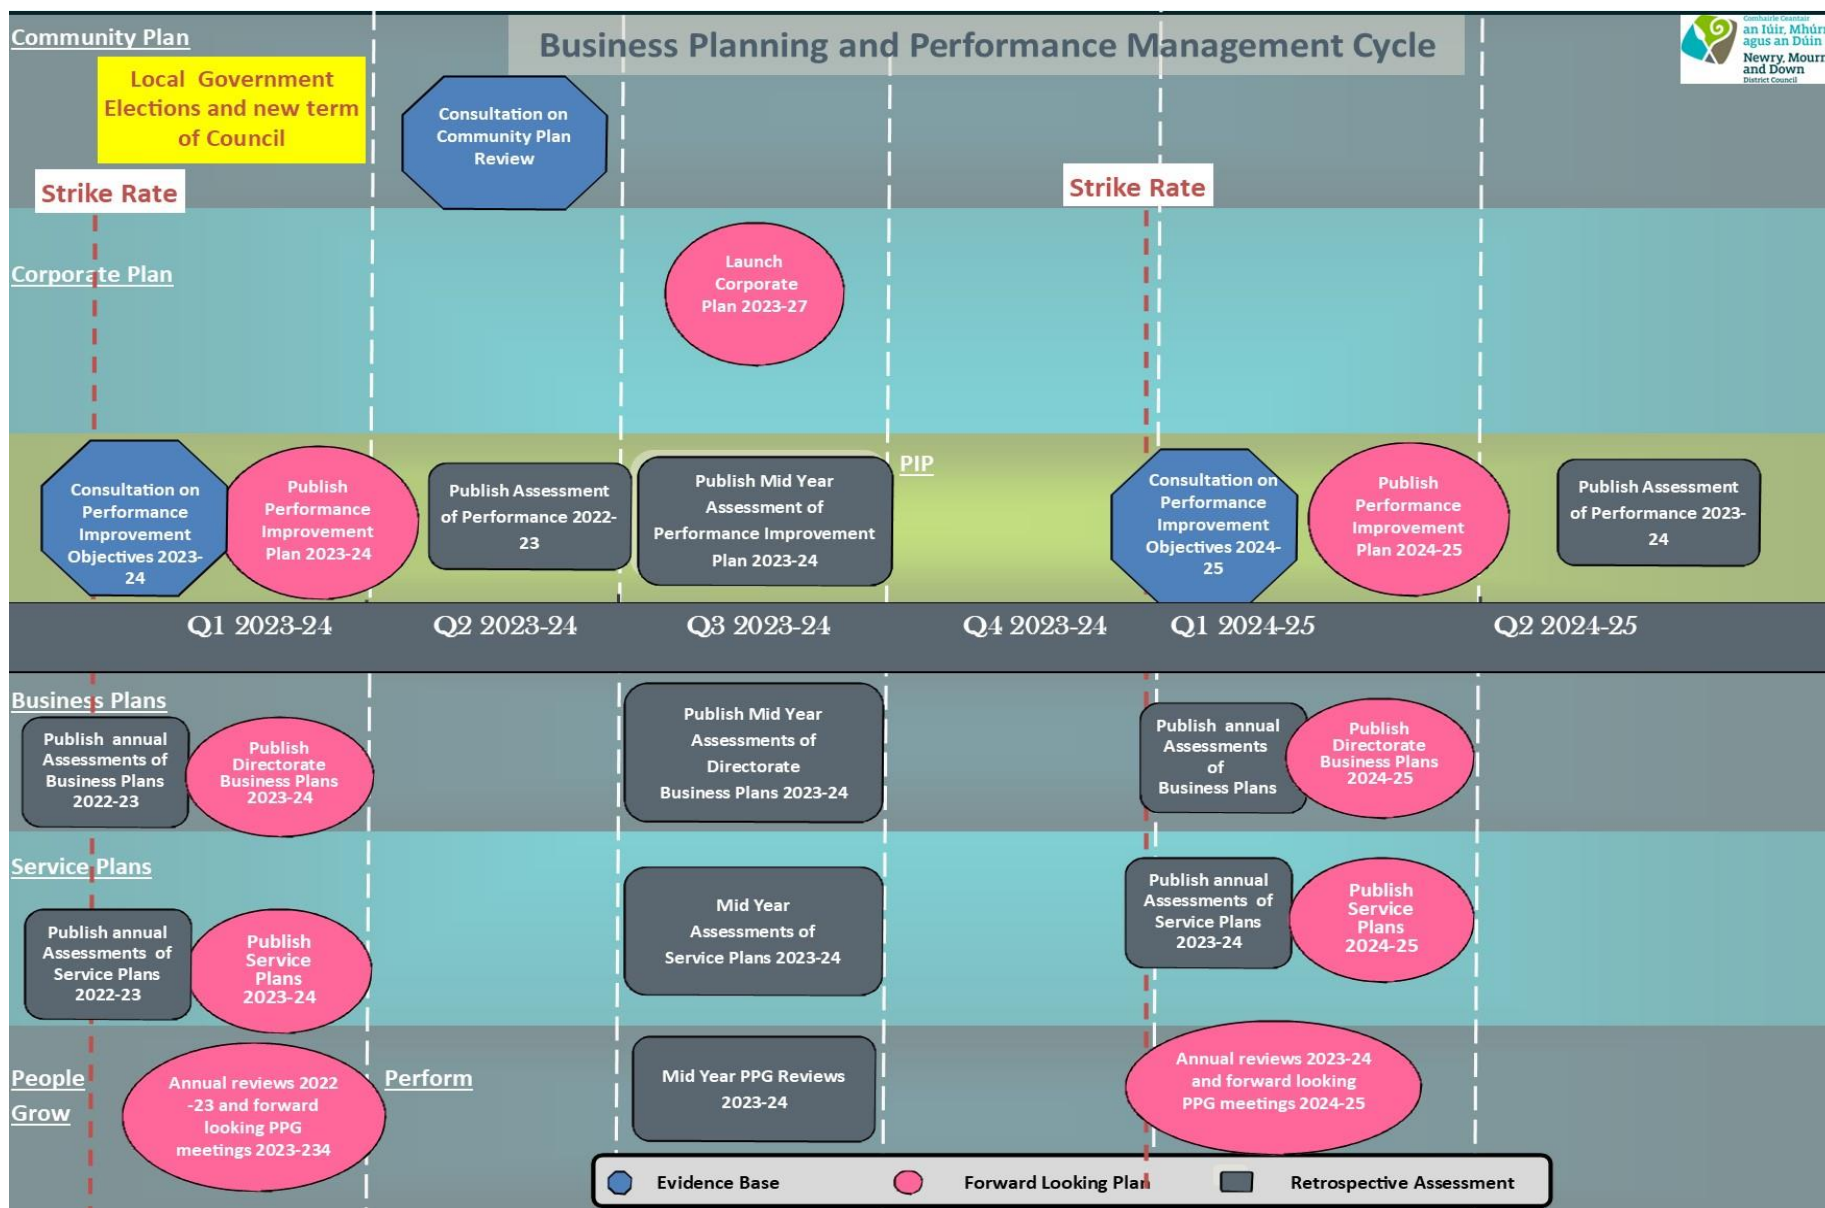 Community Plan
Business Planning and Performance Management Cycle
Comhairle Ceantair
an Iúir, Mhúrn
agus an Dúin
Newry, Mourn
and Down
District Council
Local Government
Elections and new term
of Council
Consultation on
Community Plan
Review
Strike Rate
Strike Rate
Corporate Plan
Launch
Corporate
Plan 2023-27
PIP
Consultation on
Performance
Improvement
Objectives 2023-
24
Publish
Performance
Improvement
Plan 2023-24
Publish Assessment
of Performance 2022-
23
Publish Mid Year
Assessment of
Performance Improvement
Plan 2023-24
Consultation on
Performance
Improvement
Objectives 2024-
25
Publish
Performance
Improvement
Plan 2024-25
Publish Assessment
of Performance 2023-
24
Q1 2023-24
Q2 2023-24
Q3 2023-24
Q4 2023-24
Q1 2024-25
Q2 2024-25
Business Plans
Publish annual
Assessments of
Business Plans
2022-23
Publish
Directorate
Business Plans
2023-24
Publish Mid Year
Assessments of
Directorate
Business Plans 2023-24
Publish annual
Assessments
of
Business Plans
Publish
Directorate
Business Plans
2024-25
Service Plans
Publish annual
Assessments of
Service Plans
2022-23
Publish
Service
Plans
2023-24
Mid Year
Assessments of
Service Plans 2023-24
Publish annual
Assessments of
Service Plans
2023-24
Publish
Service
Plans
2024-25
People
Grow
Perform
Annual reviews 2022
-23 and forward
looking PPG
meetings 2023-234
Mid Year PPG Reviews
2023-24
Annual reviews 2023-24
and forward looking
PPG meetings 2024-25
Evidence Base
Forward Looking Plan
Retrospective Assessment